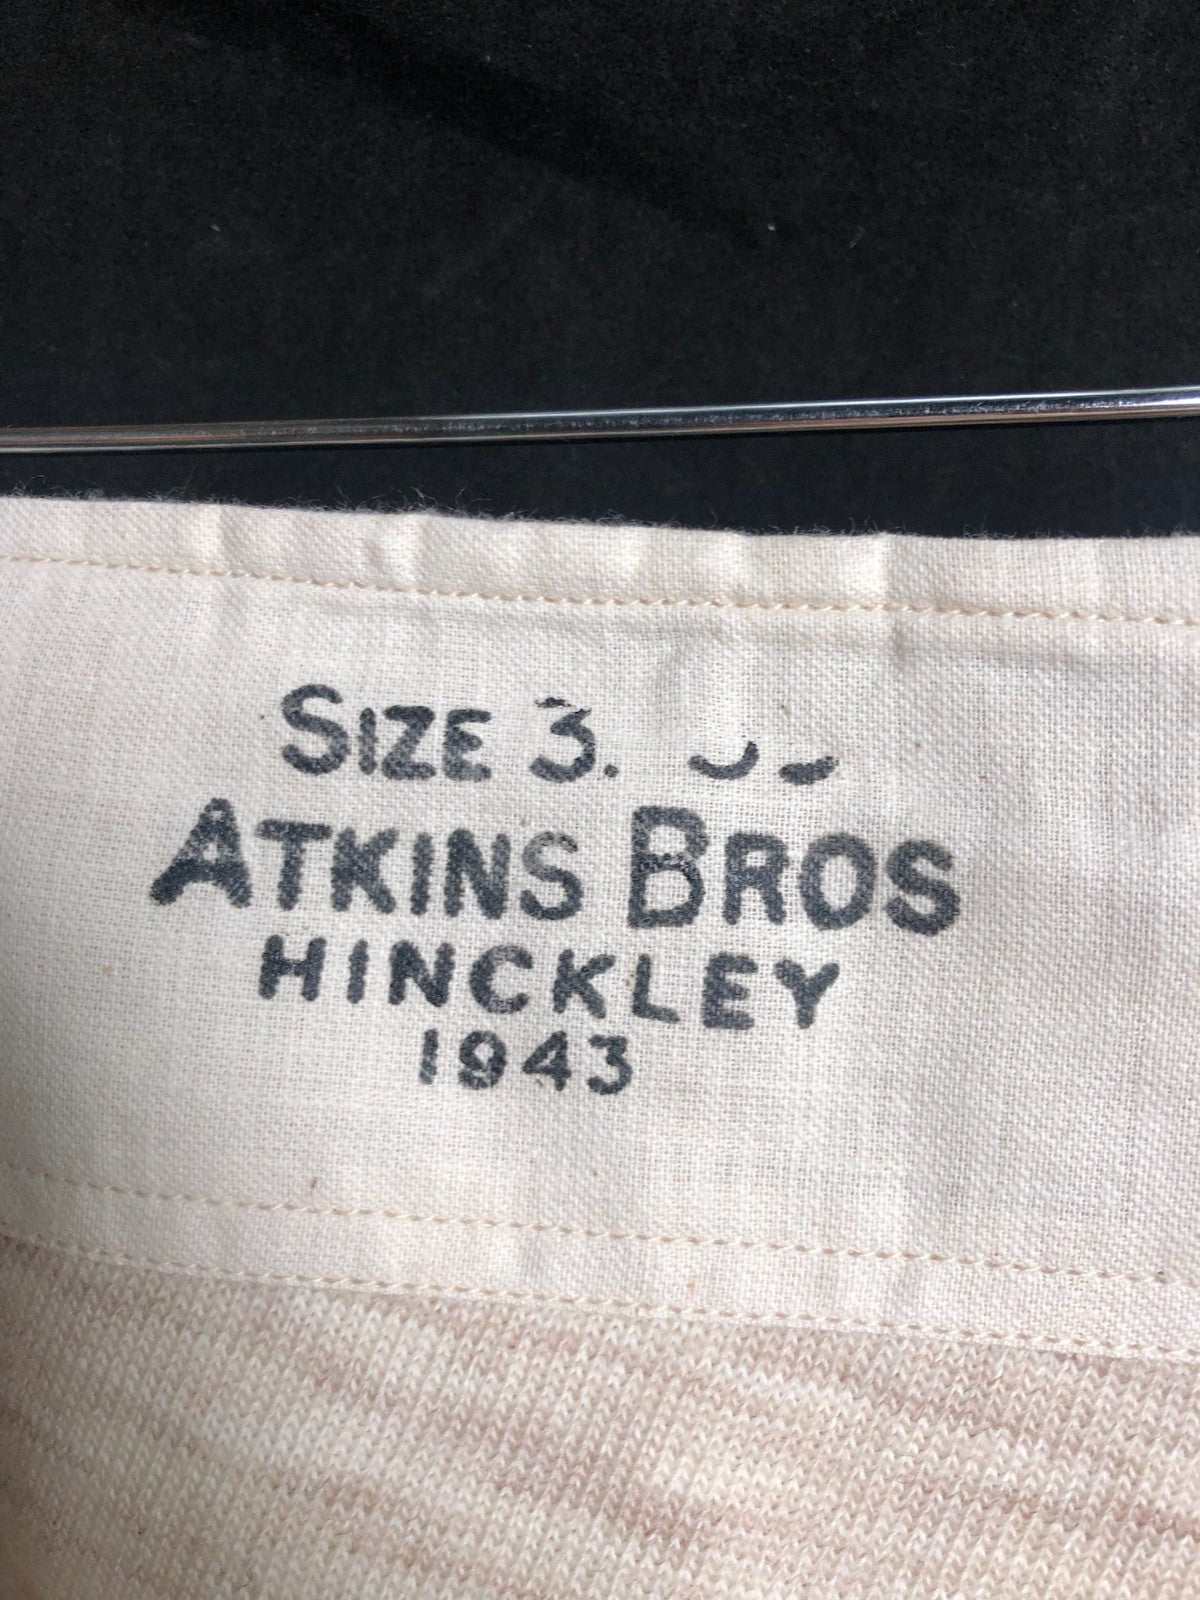 SIZE 3.
ATKINS BROS
HINCKLEY
1943